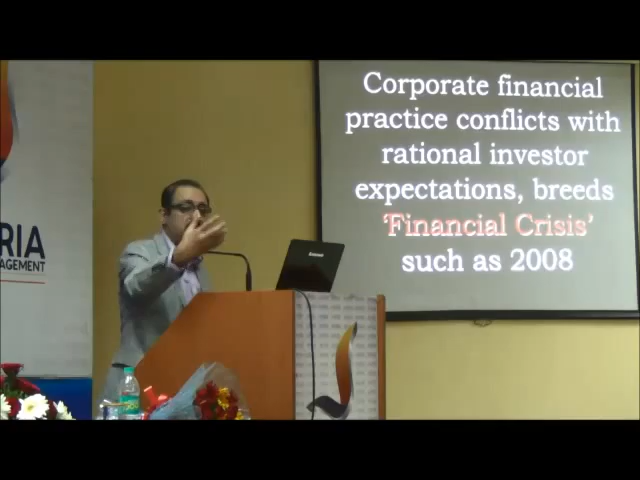 Corporate financial
practice conflicts with
rational investor
expectations, breeds
‘Financial Crisis’
such as 2008
RIA
AGEMENT